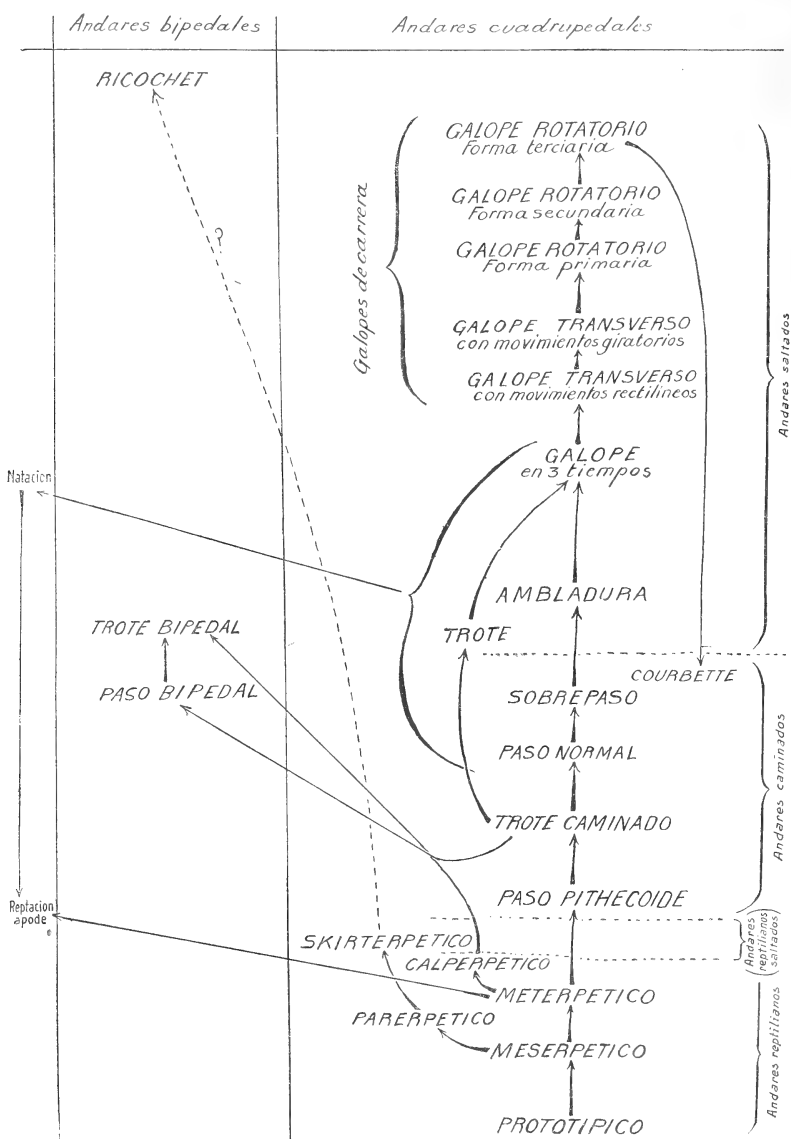 Andares bipedales
Andares cuadrupedales
RICOCHET
?
GALOPE ROTATORIO
Forma terciaria
GALOPE ROTATORIO
Forma secundaria
GALOPE ROTATORIO
Forma primaria
GALOPE TRANSVERSO
con movimientos giratorios
GALOPE TRANSVERSO
con movimientos rectilineos
Galopes de carrera
Andares saltados
GALOPE
en 3 tiempos
Natacion
AMBLADURA
TROTE BIPEDAL
TROTE
COURBETTE
PASO BIPEDAL
SOBREPASO
PASO NORMAL
TROTE CAMINADO
Andares caminados
PASO PITHECOIDE
Reptacion
apode
SKIRTERPETICO
CALPERPETICO
(Andares
reptilianos
saltados)
METERPETICO
PARERPETICO
MESERPETICO
Andares reptilianos
PROTOTIPICO